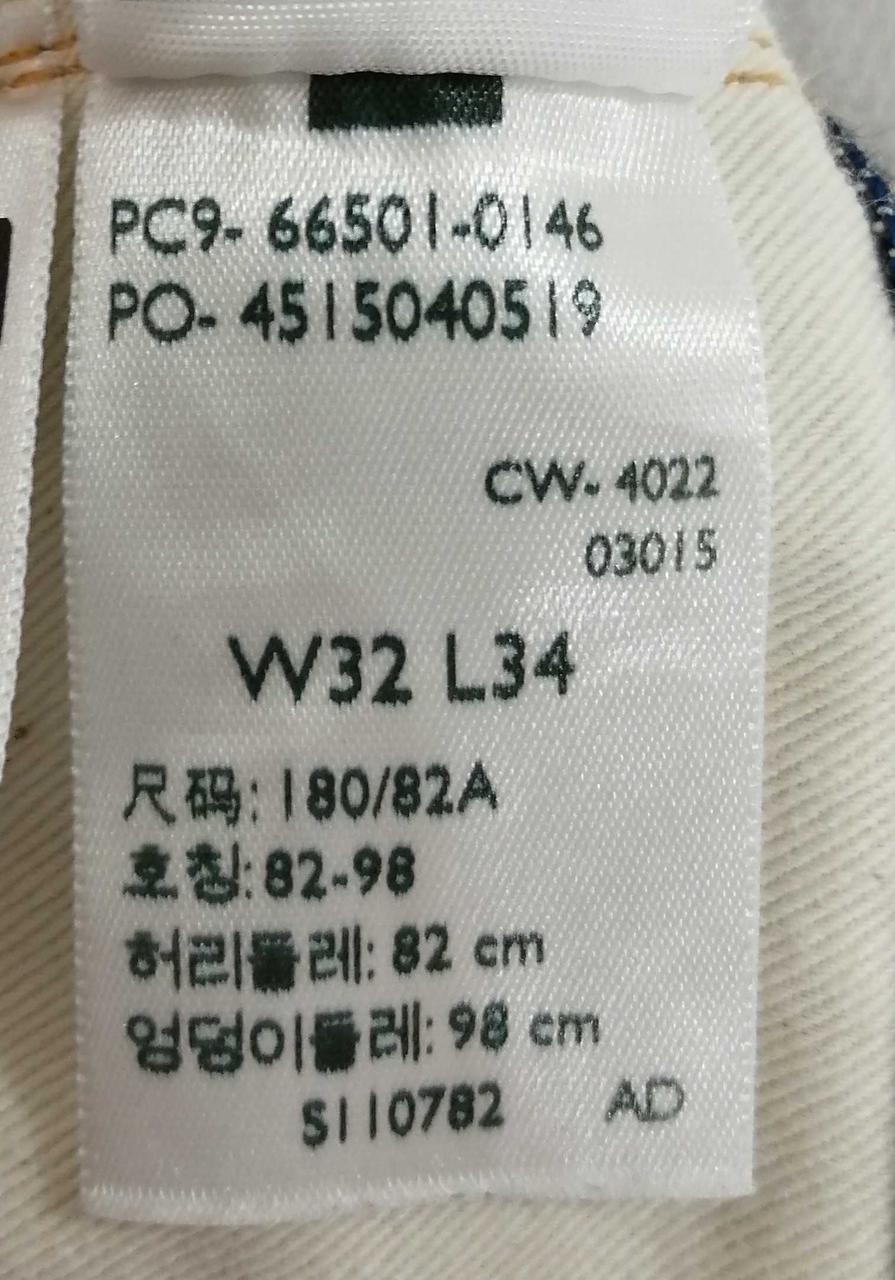 PC9- 66501-0146
PO- 4515040519
CW- 4022
03015
W32 L34
尺码: 180/82A
호칭: 82-98
허리둘레: 82 cm
엉덩이둘레: 98 cm
S110782 AD